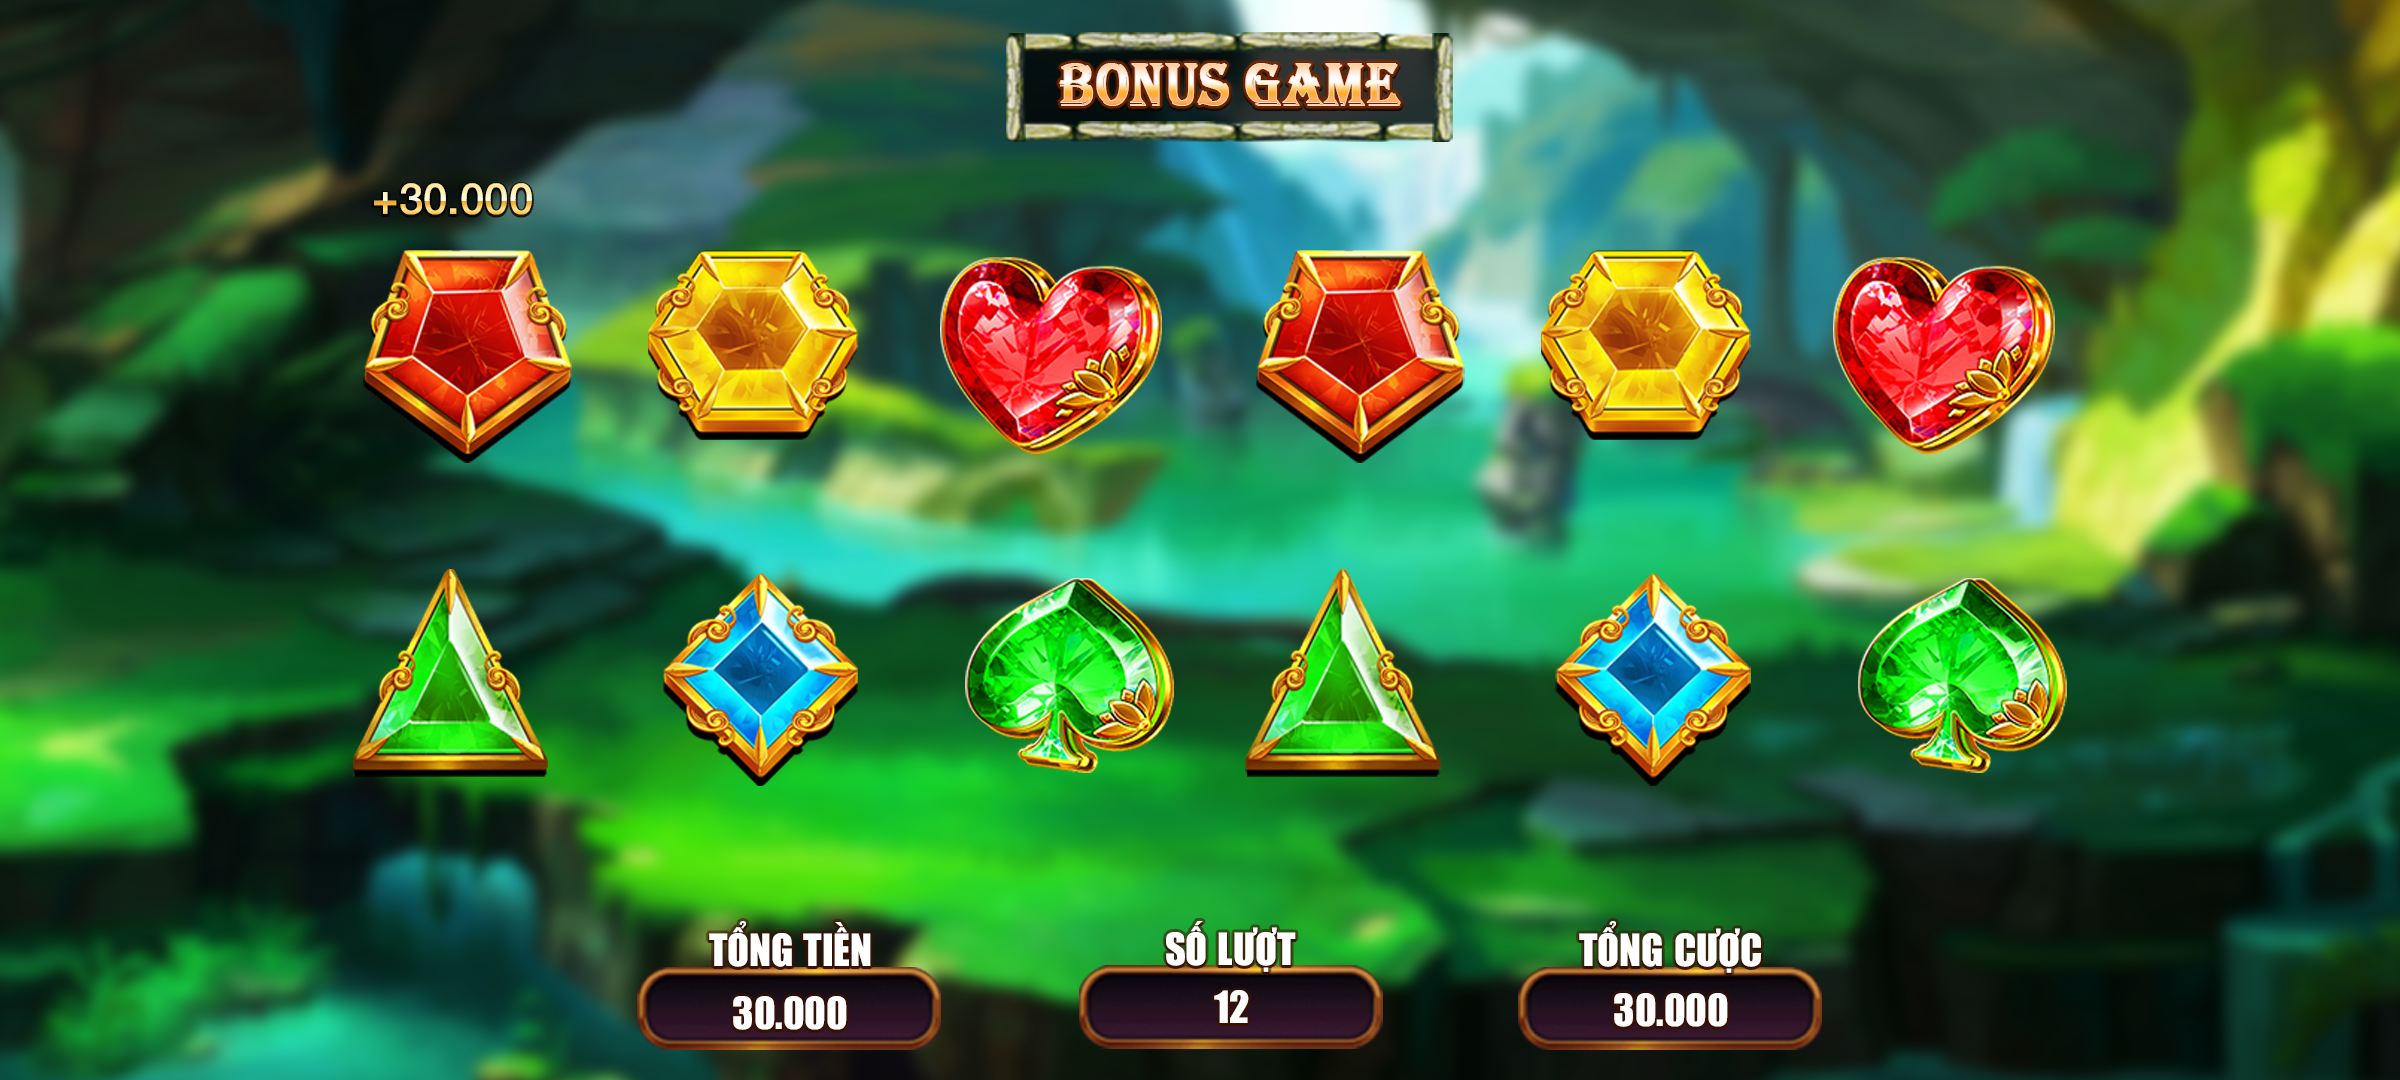 BONUS GAME
+30.000
TỔNG TIỀN
SỐ LƯỢT
TỔNG CƯỢC
30.000
12
30.000